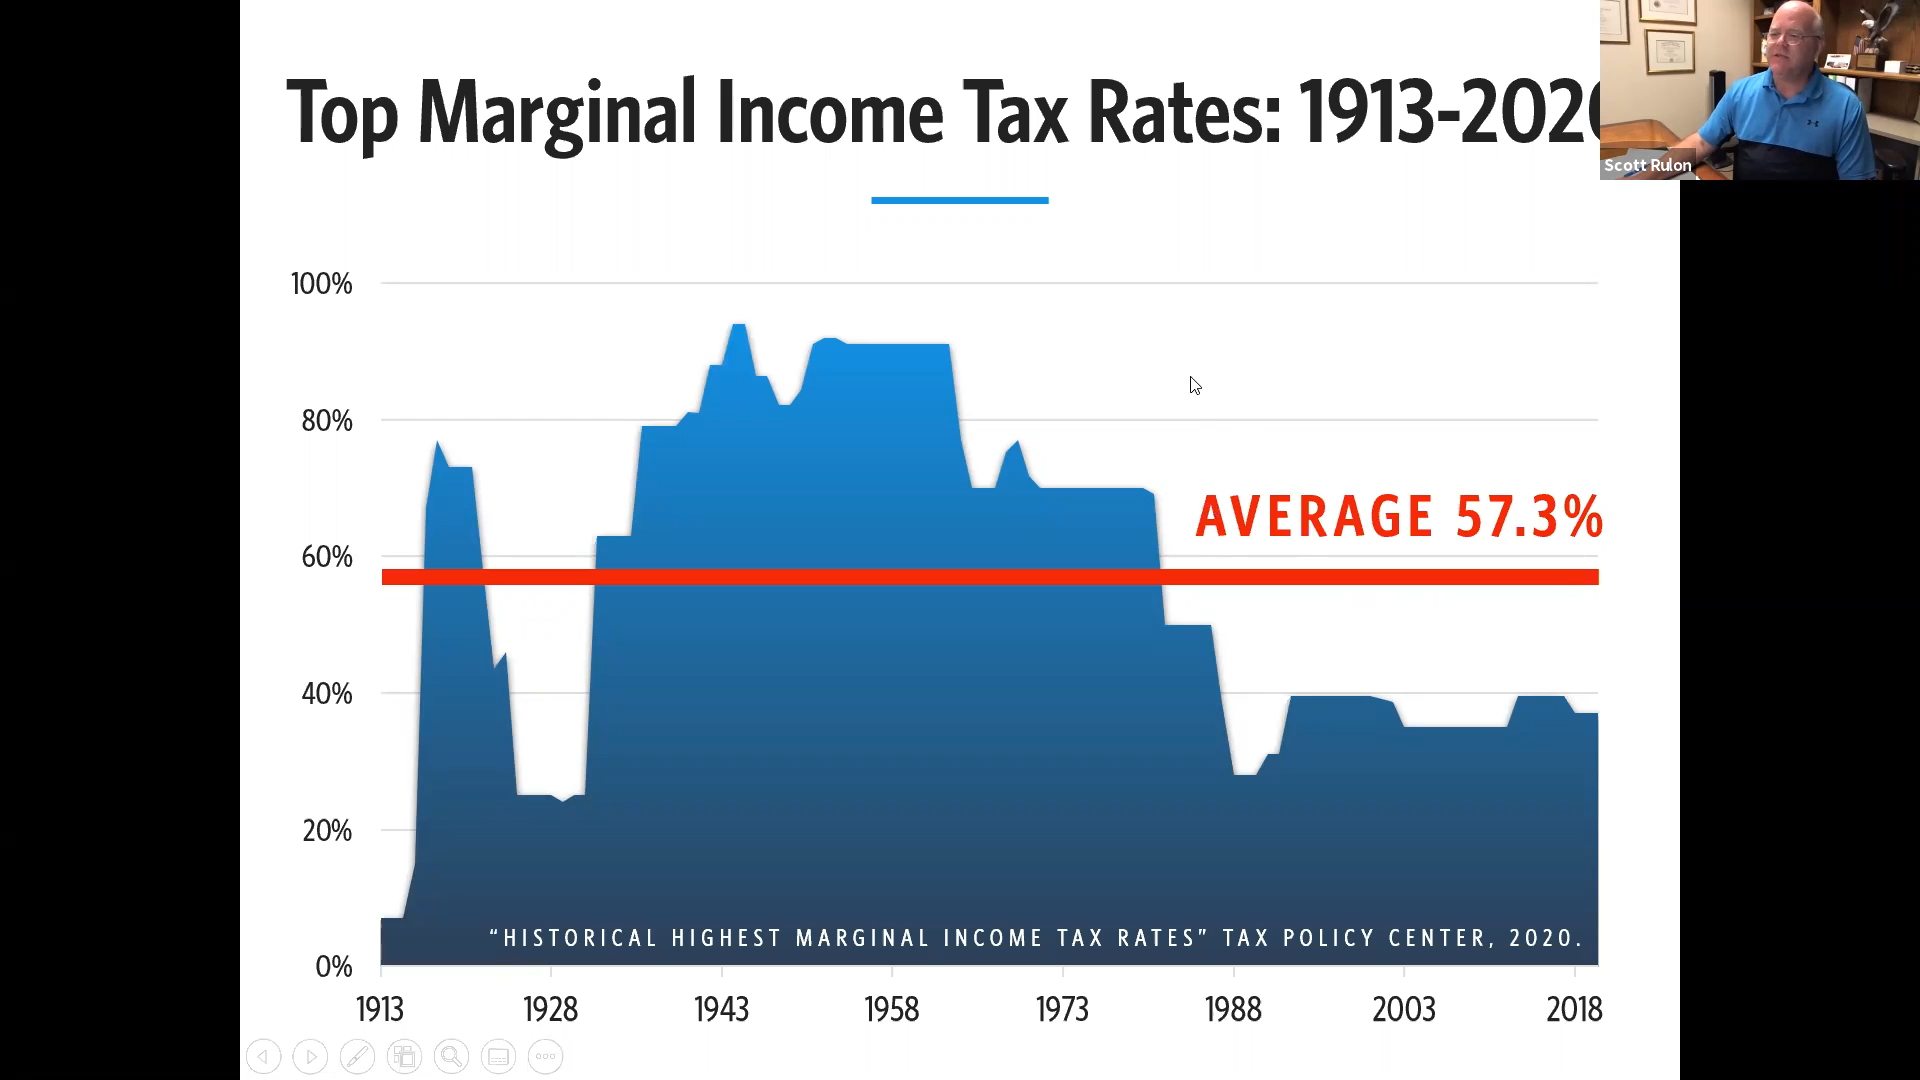 Top Marginal Income Tax Rates: 1913-2020
Scott Rulon
100%
80%
AVERAGE 57.3%
60%
40%
20%
"HISTORICAL HIGHEST MARGINAL INCOME TAX RATES" TAX POLICY CENTER, 2020.
0%
1913 1928 1943 1958 1973 1988 2003 2018